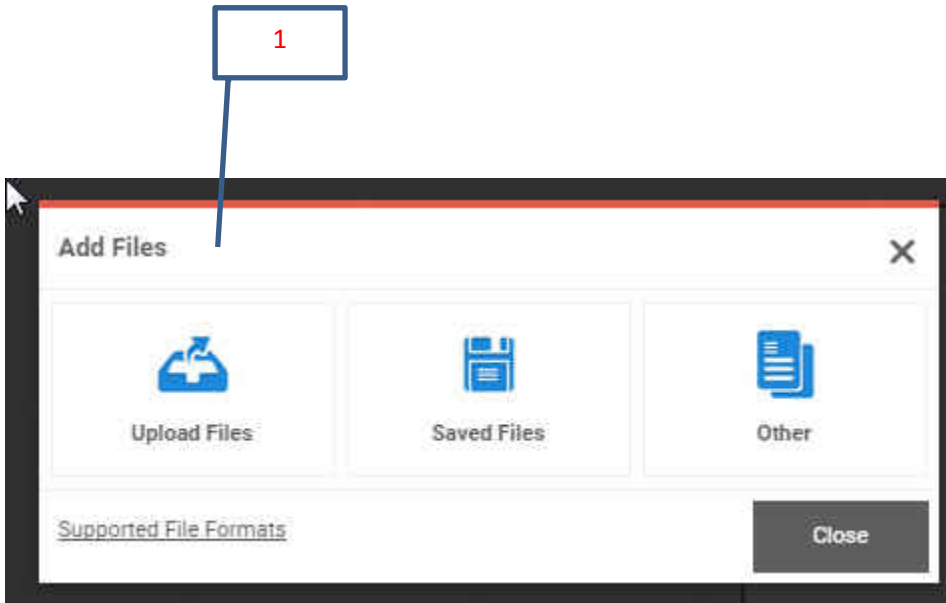 1
Add Files
Upload Files
Saved Files
Other
Supported File Formats
Close